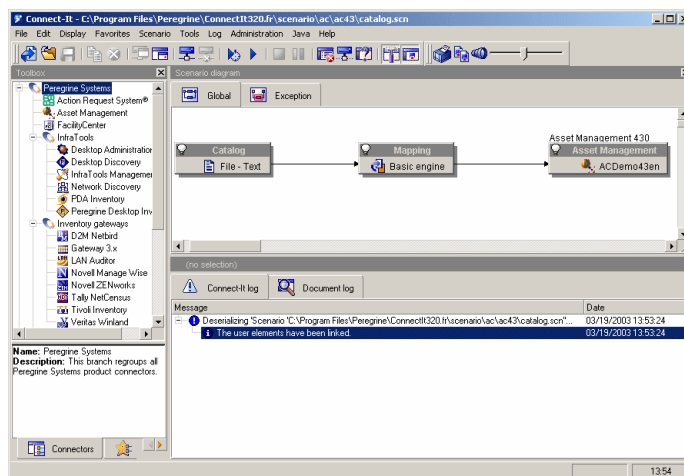 Connect-It - C:\Program Files\Peregrine\ConnectIt320.fr\scenario\ac\ac43\catalog.scn
File Edit Display Favorites Scenario Tools Log Administration Java Help
Toolbox
Peregrine Systems
Action Request System®
Asset Management
FacilityCenter
InfraTools
Desktop Administration
Desktop Discovery
InfraTools Managemer
Network Discovery
PDA Inventory
Peregrine Desktop Inv
Inventory gateways
D2M Netbird
Gateway 3.x
LAN Auditor
Novell Manage Wise
Novell ZENworks
Tally NetCensus
Tivoli Inventory
Veritas Winland
Name: Peregrine Systems
Description: This branch regroups all
Peregrine Systems product connectors.
Connectors
Scenario diagram
Global Exception
Asset Management 430
Catalog Mapping Asset Management
File - Text Basic engine ACDemo43en
(no selection)
Connect-It log Document log
Message Date
Deserializing 'Scenario 'C:\Program Files\Peregrine\ConnectIt320.fr\scenario\ac\ac43\catalog.scn''... 03/19/2003 13:53:24
The user elements have been linked. 03/19/2003 13:53:24
13:54